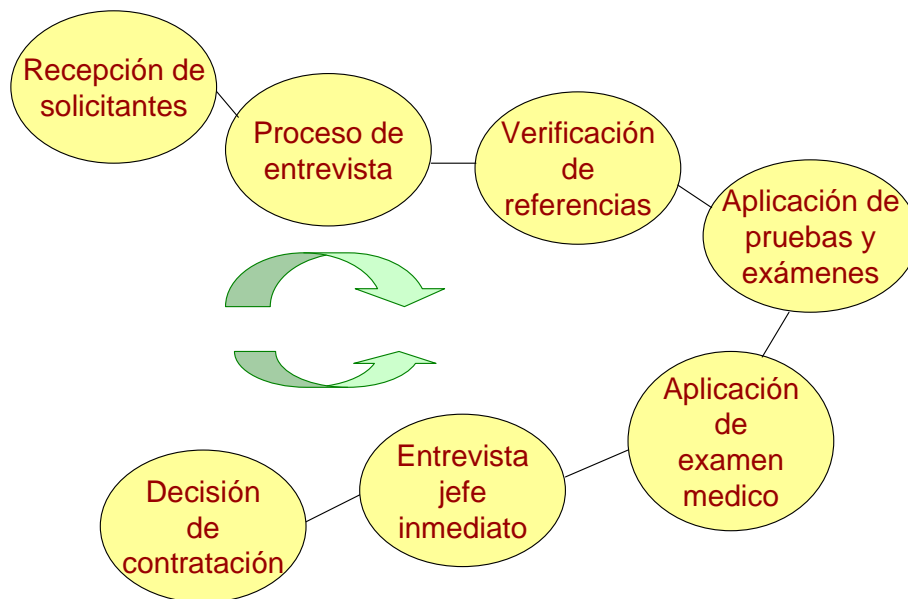 Recepción de
solicitantes
Proceso de
entrevista
Verificación
de
referencias
Aplicación de
pruebas y
exámenes
Aplicación
de
examen
medico
Entrevista
jefe
inmediato
Decisión
de
contratación